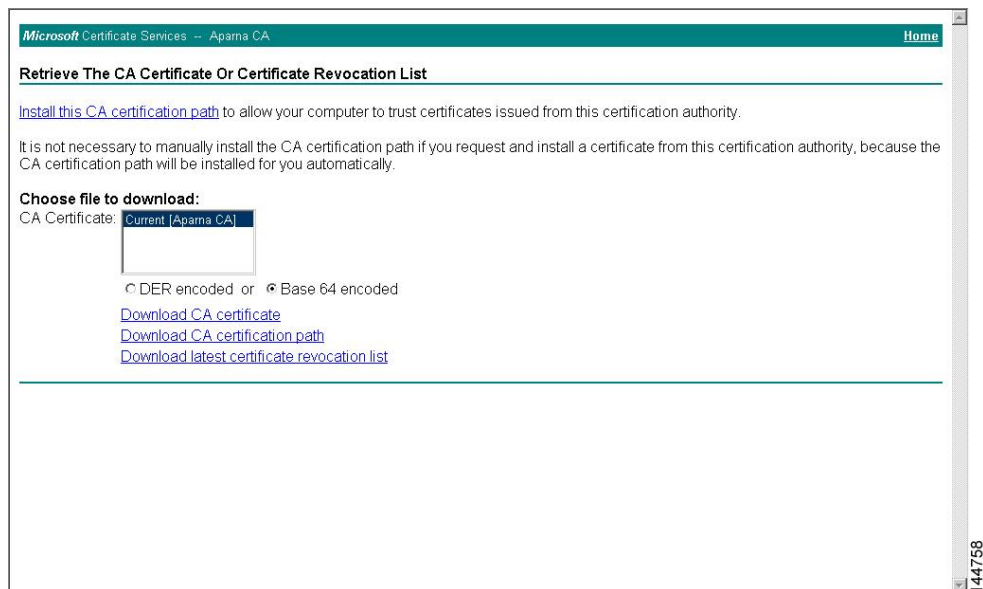 Microsoft Certificate Services -- Aparna CA Home
Retrieve The CA Certificate Or Certificate Revocation List
Install this CA certification path to allow your computer to trust certificates issued from this certification authority.
It is not necessary to manually install the CA certification path if you request and install a certificate from this certification authority, because the
CA certification path will be installed for you automatically.
Choose file to download:
CA Certificate: Current [Aparna CA]
DER encoded or Base 64 encoded
Download CA certificate
Download CA certification path
Download latest certificate revocation list
144758